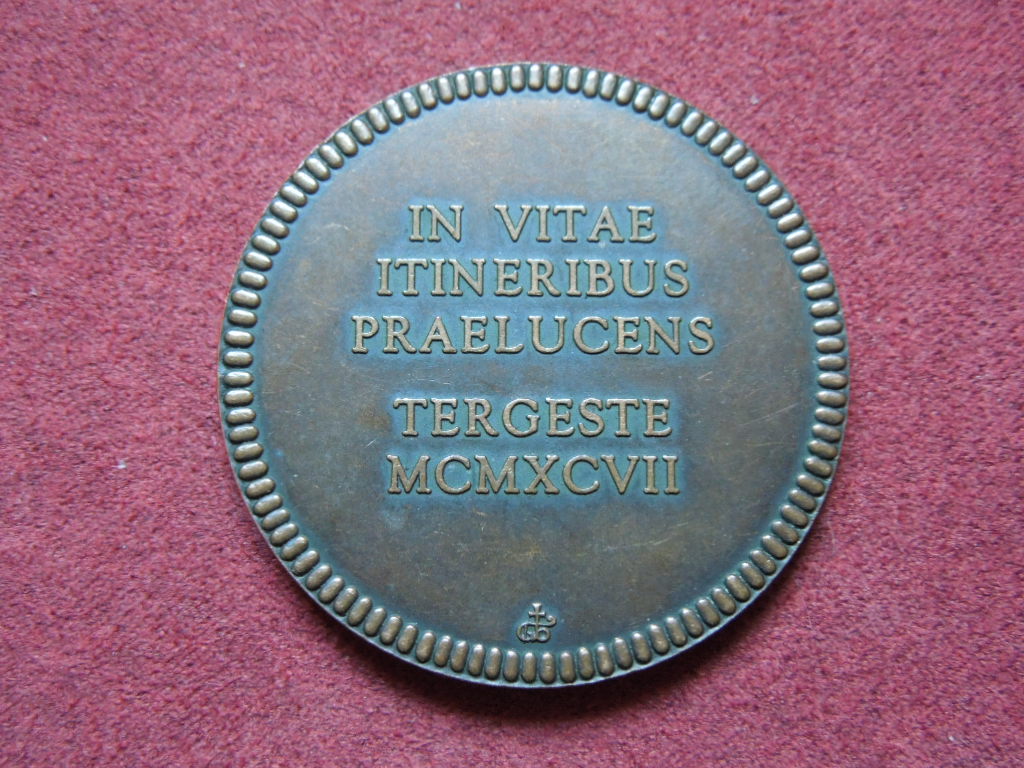 IN VITAE
ITINERIBUS
PRAELUCENS
TERGESTE
MCMXCVII